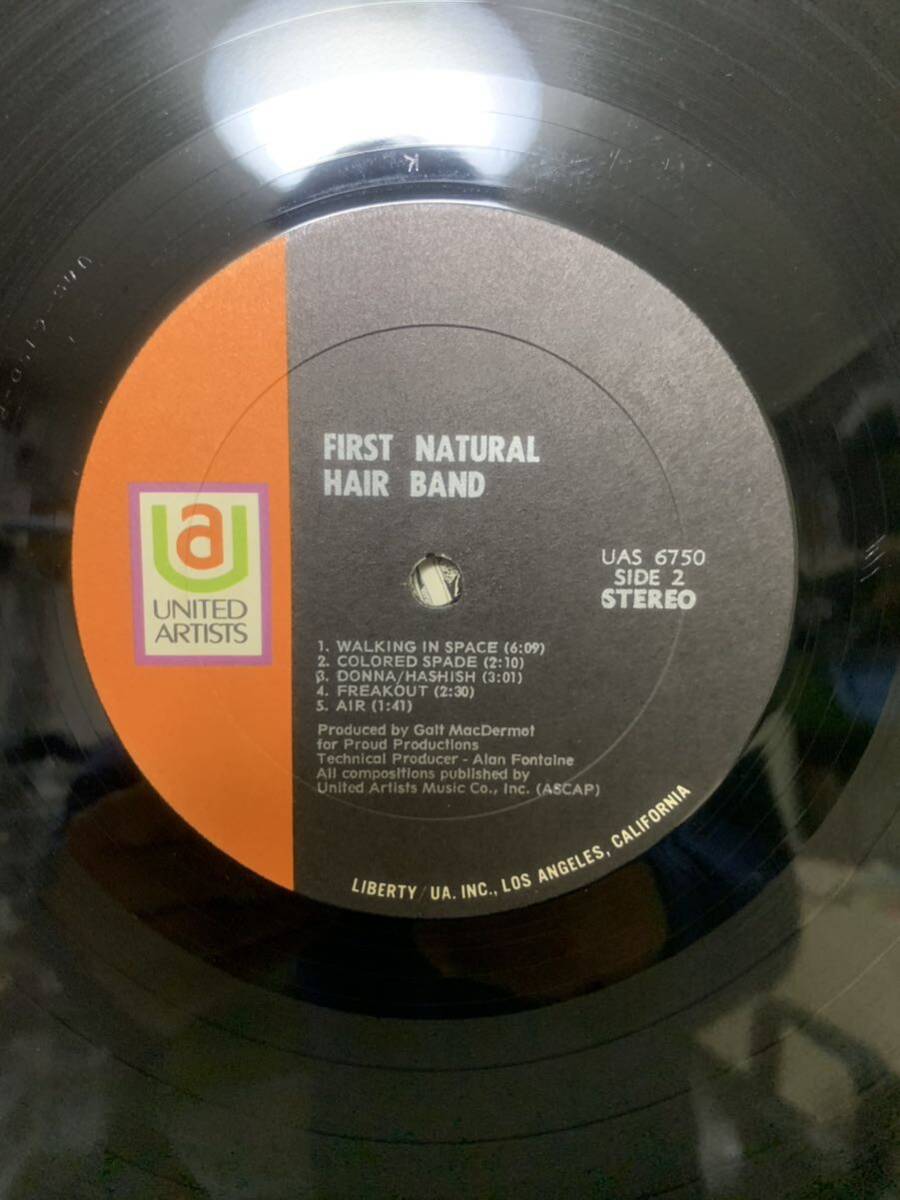 K
FIRST NATURAL
HAIR BAND
ua
UNITED
ARTISTS
UAS 6750
SIDE 2
STEREO
1. WALKING IN SPACE (6:09)
2. COLORED SPADE (2:10)
3. DONNA/HASHISH (3:01)
4. FREAKOUT (2:30)
5. AIR (1:41)
Produced by Galt MacDermot
for Proud Productions
Technical Producer - Alan Fontaine
All compositions published by
United Artists Music Co., Inc. (ASCAP)
LIBERTY/UA. INC., LOS ANGELES, CALIFORNIA